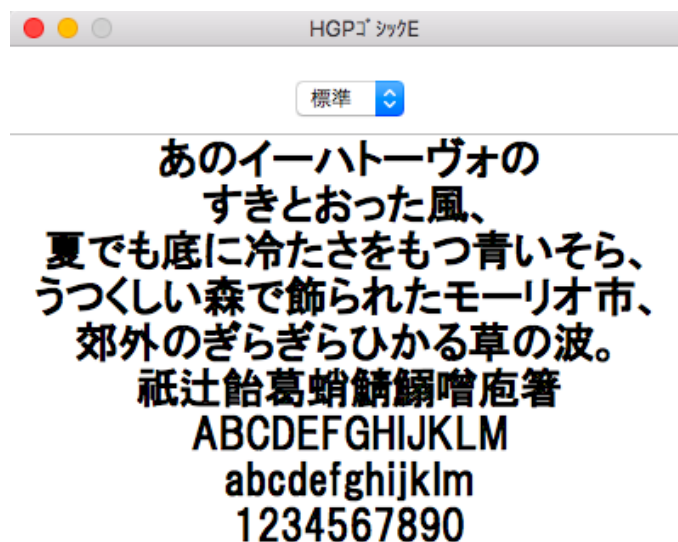 HGPｺﾞｼｯｸE
標準
あのイーハトーヴォの
すきとおった風、
夏でも底に冷たさをもつ青いそら、
うつくしい森で飾られたモーリオ市、
郊外のぎらぎらひかる草の波。
祇辻飴葛蛸鯖鰯噌庖箸
ABCDEFGHIJKLM
abcdefghijklm
1234567890